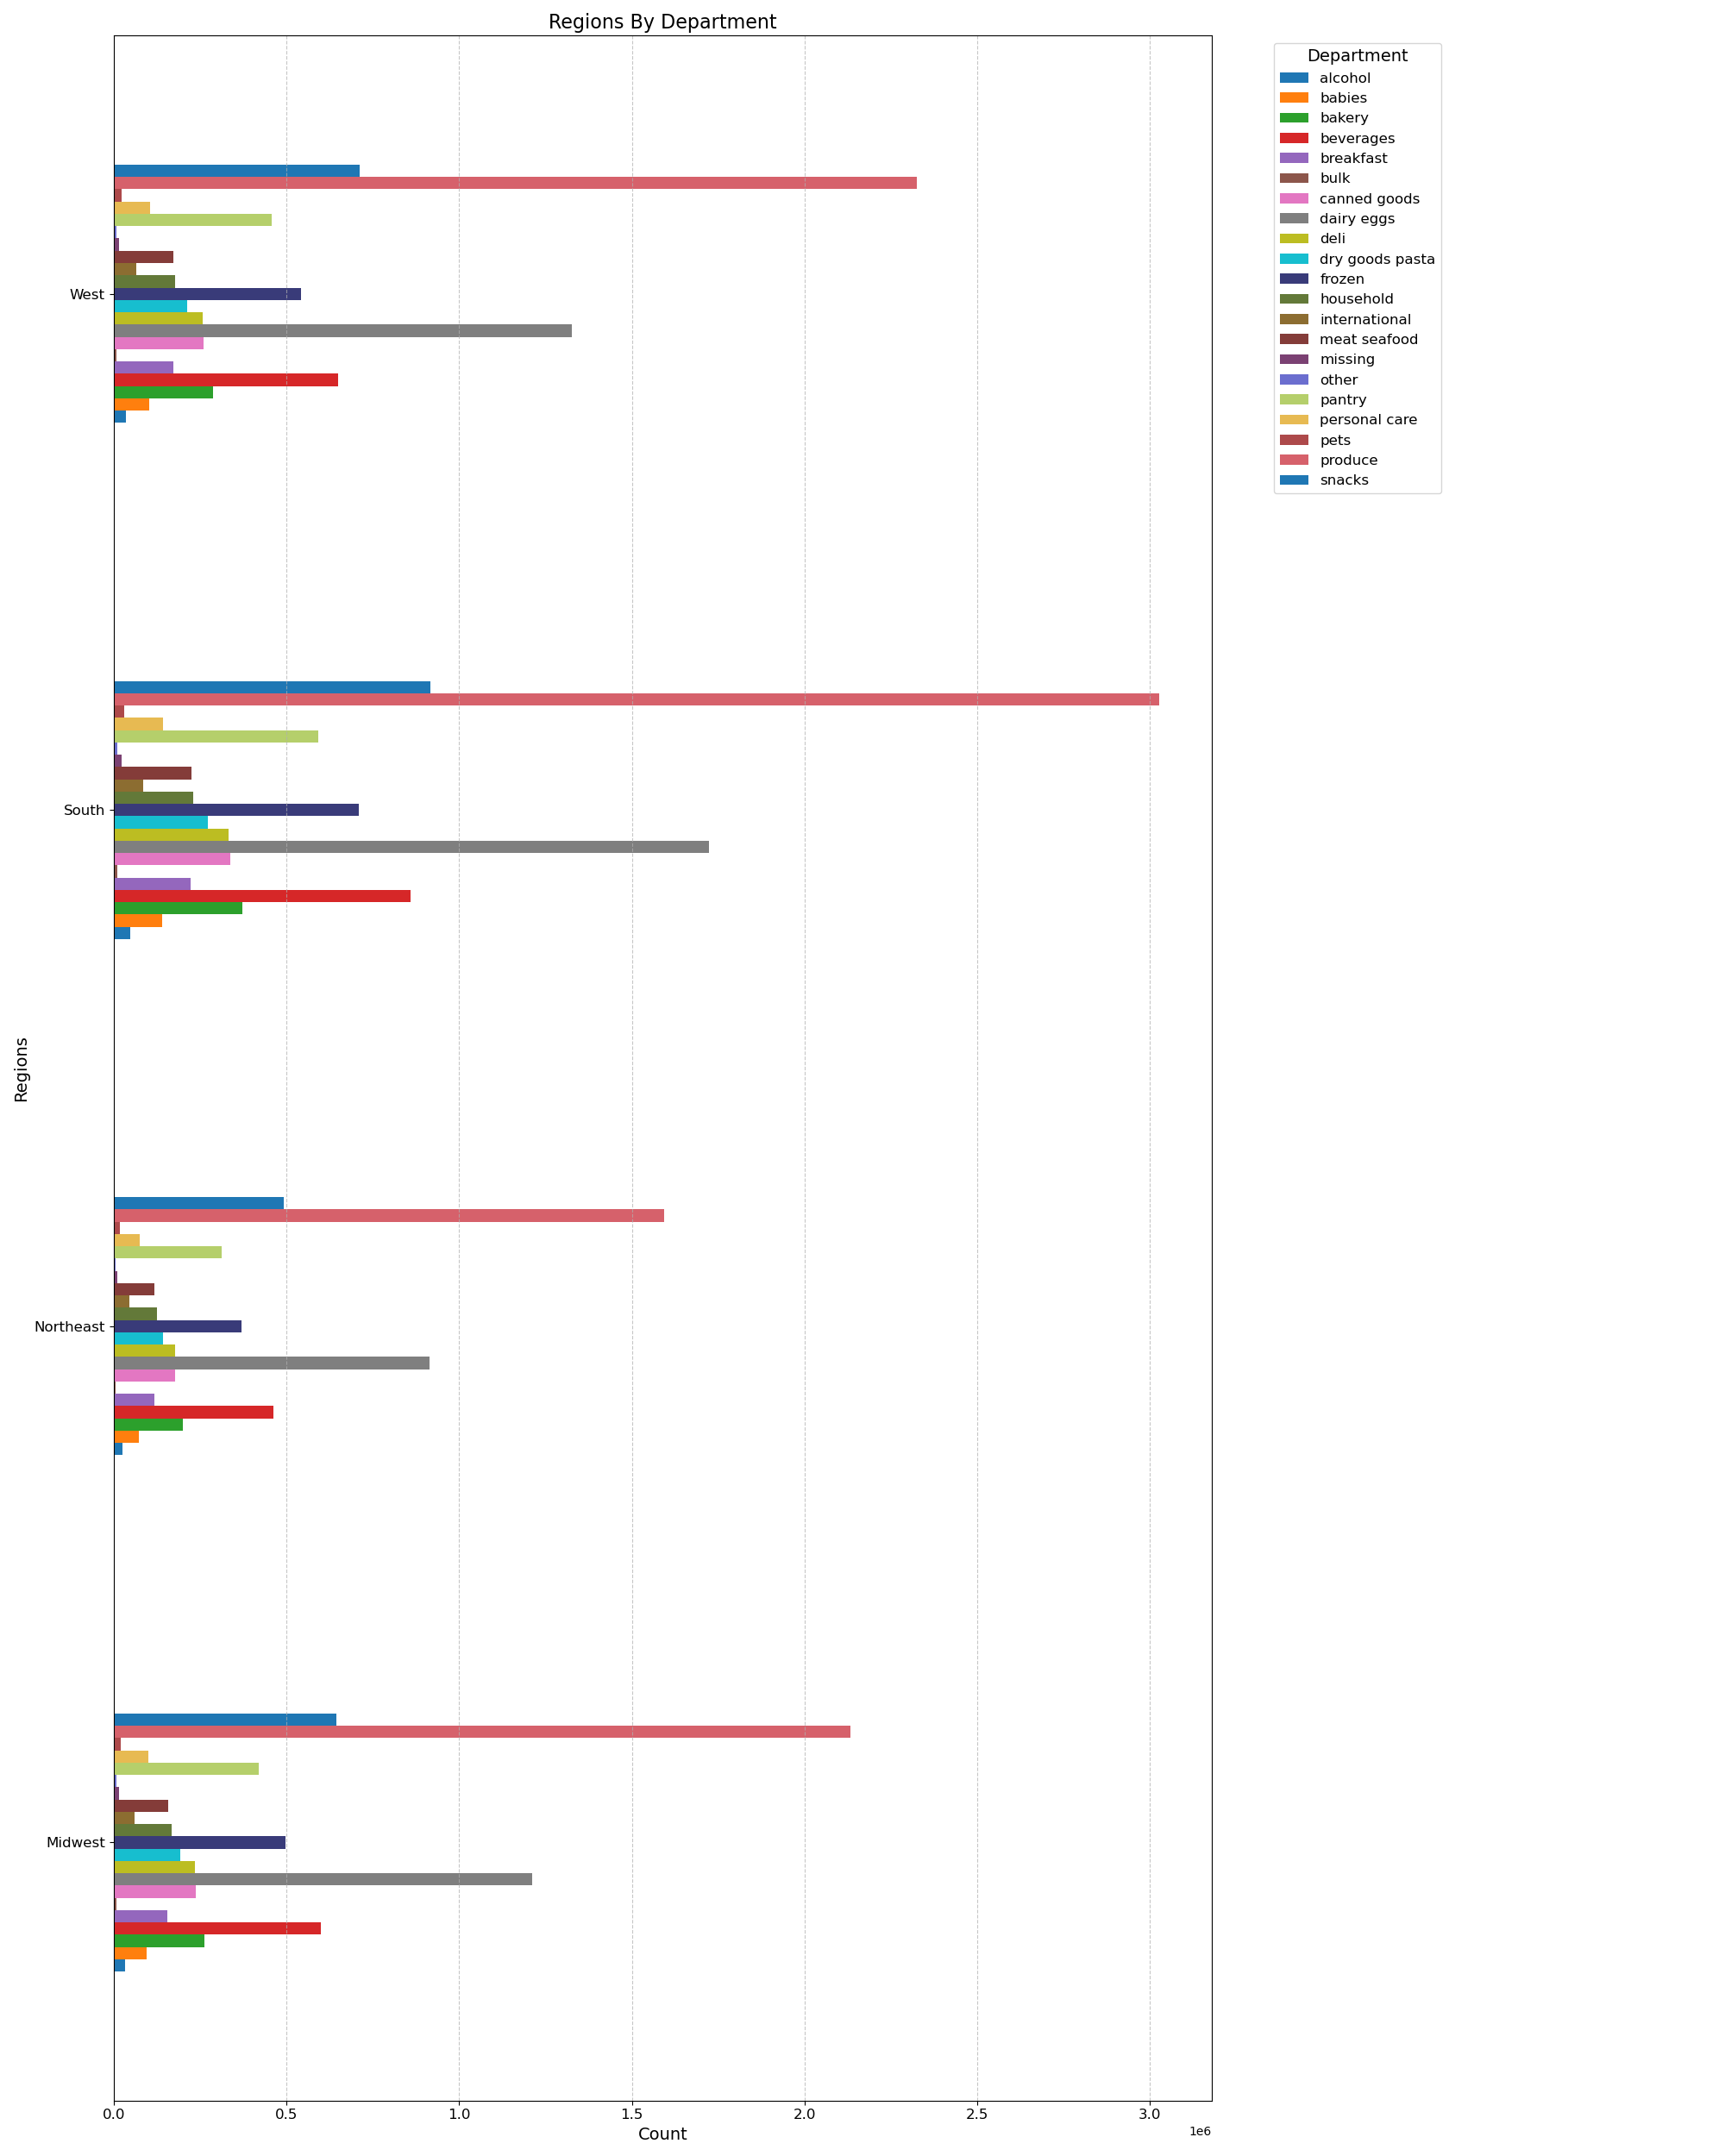 Regions By Department
Department
alcohol
babies
bakery
beverages
breakfast
bulk
canned goods
dairy eggs
deli
dry goods pasta
frozen
household
international
meat seafood
missing
other
pantry
personal care
pets
produce
snacks
West
South
Regions
Northeast
Midwest
0.0 0.5 1.0 1.5 2.0 2.5 3.0
Count
1e6